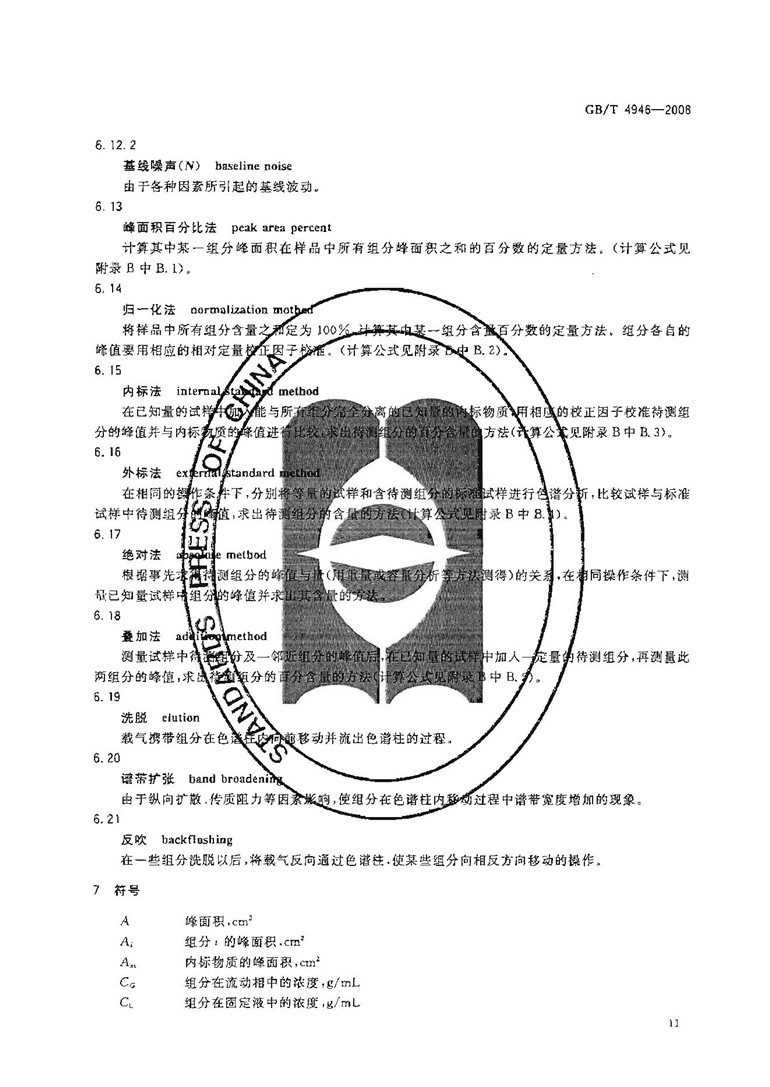 GB/T 4946—2008
6.12.2
基线噪声(N) baseline noise
由于各种因素所引起的基线波动。
6.13
峰面积百分比法 peak area percent
计算其中某一组分峰面积在样品中所有组分峰面积之和的百分数的定量方法。(计算公式见
附录B中B.1)。
6.14
归一化法 normalization mothed
将样品中所有组分含量之和定为100%,计算其中某一组分含量百分数的定量方法。组分各自的
峰值要用相应的相对定量校正因子校准。(计算公式见附录B中B.2)。
6.15
内标法 internal standard method
在已知量的试样中加入能与所有组分完全分离的已知量的内标物质,用相应的校正因子校准待测组
分的峰值并与内标物质的峰值进行比较,求出待测组分的百分含量的方法(计算公式见附录B中B.3)。
6.16
外标法 external standard method
在相同的操作条件下,分别将等量的试样和含待测组分的标准试样进行色谱分析,比较试样与标准
试样中待测组分的峰值,求出待测组分的含量的方法(计算公式见附录B中B.4)。
6.17
绝对法 absolute method
根据事先求得待测组分的峰值与量(用重量或容量分析等方法测得)的关系,在相同操作条件下,测
量已知量试样中组分的峰值并求出其含量的方法。
6.18
叠加法 addition method
测量试样中待测组分及一邻近组分的峰值后,在已知量的试样中加入一定量的待测组分,再测量此
两组分的峰值,求出待测组分的百分含量的方法(计算公式见附录B中B.5)。
6.19
洗脱 elution
载气携带组分在色谱柱内向前移动并流出色谱柱的过程。
6.20
谱带扩张 band broadening
由于纵向扩散、传质阻力等因素影响,使组分在色谱柱内移动过程中谱带宽度增加的现象。
6.21
反吹 backflushing
在一些组分洗脱以后,将载气反向通过色谱柱,使某些组分向相反方向移动的操作。
7 符号
A 峰面积,cm²
Aᵢ 组分i的峰面积,cm²
Aₛₜ 内标物质的峰面积,cm²
C_G 组分在流动相中的浓度,g/mL
C_L 组分在固定液中的浓度,g/mL
11
STANDARDS PRESS OF CHINA